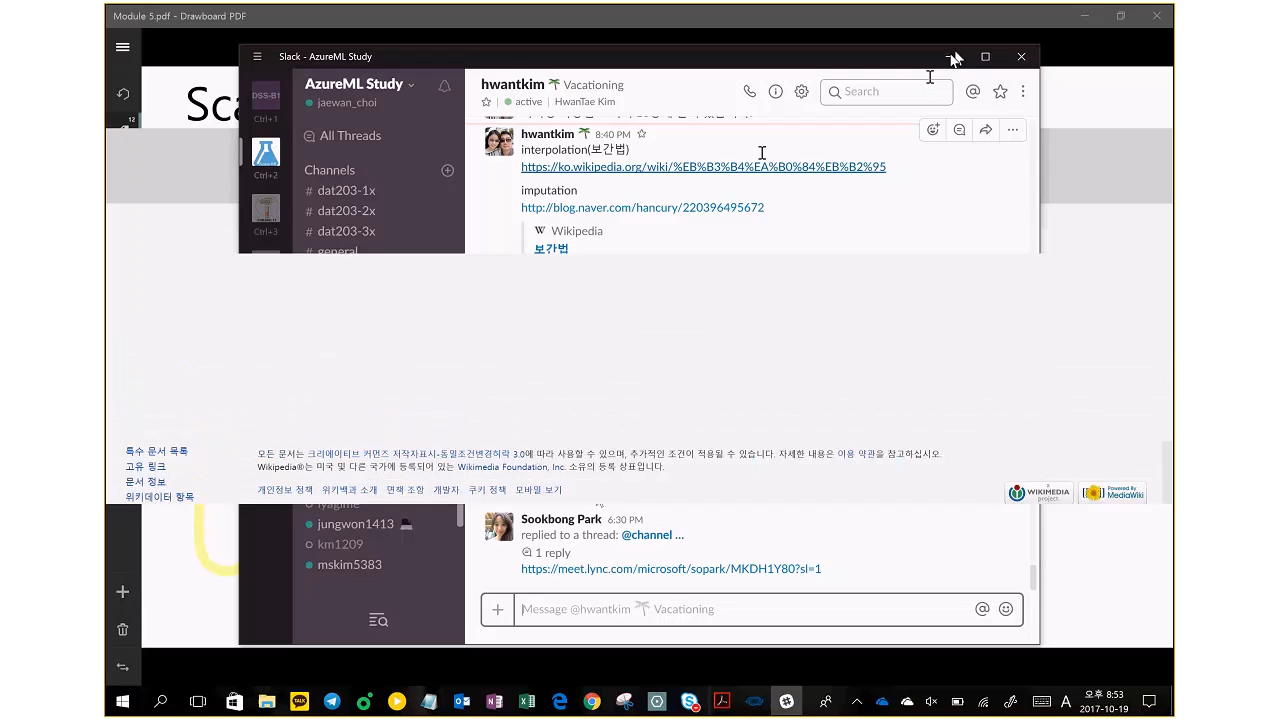 Module 5.pdf - Drawboard PDF
Slack - AzureML Study
Sca
AzureML Study
jaewan_choi
hwantkim Vacationing
active | HwanTae Kim
Search
DSS-B1
Ctrl+1
Ctrl+2
Ctrl+3
12
All Threads
Channels
# dat203-1x
# dat203-2x
# dat203-3x
# general
hwantkim 8:40 PM
interpolation(보간법)
https://ko.wikipedia.org/wiki/%EB%B3%B4%EA%B0%84%EB%B2%95
imputation
http://blog.naver.com/hancury/220396495672
W Wikipedia
보간법
특수 문서 목록
고유 링크
문서 정보
위키데이터 항목
모든 문서는 크리에이티브 커먼즈 저작자표시-동일조건변경허락 3.0에 따라 사용할 수 있으며, 추가적인 조건이 적용될 수 있습니다. 자세한 내용은 이용 약관을 참고하십시오.
Wikipedia®는 미국 및 다른 국가에 등록되어 있는 Wikimedia Foundation, Inc. 소유의 등록 상표입니다.
개인정보 정책 위키백과 소개 면책 조항 개발자 쿠키 정책 모바일 보기
WIKIMEDIA project
Powered By MediaWiki
jungwon1413
km1209
mskim5383
Sookbong Park 6:30 PM
replied to a thread: @channel ...
1 reply
https://meet.lync.com/microsoft/sopark/MKDH1Y80?sl=1
Message @hwantkim Vacationing
TALK
A
오후 8:53
2017-10-19